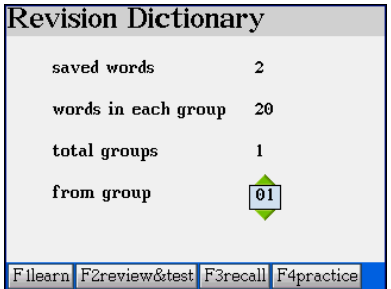 Revision Dictionary
saved words 2
words in each group 20
total groups 1
from group 01
F1learn F2review&test F3recall F4practice